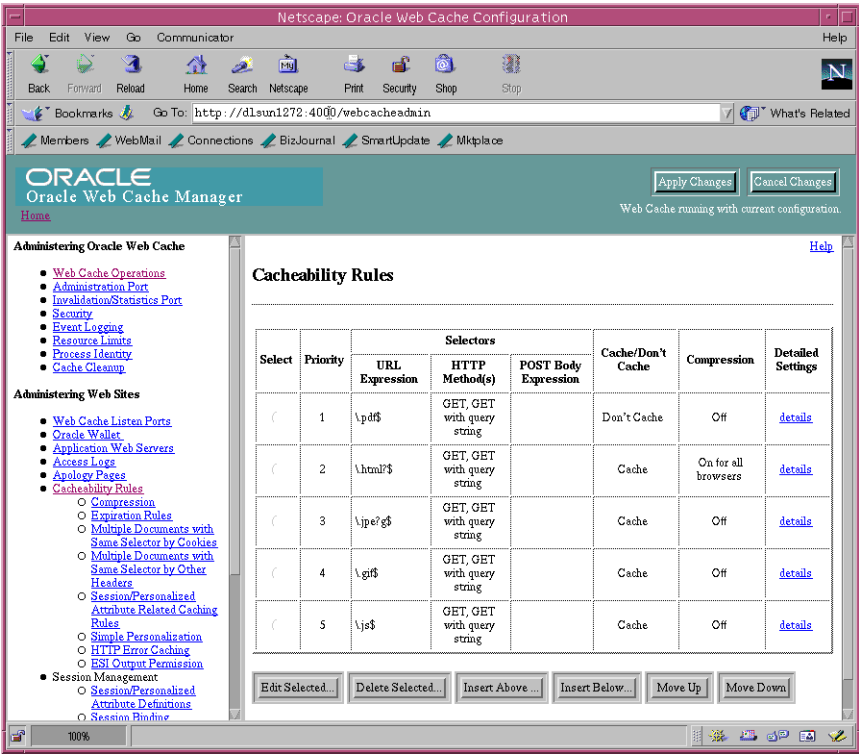 Netscape: Oracle Web Cache Configuration
File Edit View Go Communicator Help
Back Forward Reload Home Search Netscape Print Security Shop Stop
My
N
Bookmarks Go To: http://dlsun1272:4000/webcacheadmin What's Related
Members WebMail Connections BizJournal SmartUpdate Mktplace
ORACLE
Oracle Web Cache Manager
Home
Apply Changes Cancel Changes
Web Cache running with current configuration.
Administering Oracle Web Cache
Web Cache Operations
Administration Port
Invalidation/Statistics Port
Security
Event Logging
Resource Limits
Process Identity
Cache Cleanup
Administering Web Sites
Web Cache Listen Ports
Oracle Wallet
Application Web Servers
Access Logs
Apology Pages
Cacheability Rules
Compression
Expiration Rules
Multiple Documents with
Same Selector by Cookies
Multiple Documents with
Same Selector by Other
Headers
Session/Personalized
Attribute Related Caching
Rules
Simple Personalization
HTTP Error Caching
ESI Output Permission
Session Management
Session/Personalized
Attribute Definitions
Session Binding
Help
Cacheability Rules
Selectors
Select Priority URL Expression HTTP Method(s) POST Body Expression Cache/Don't Cache Compression Detailed Settings
1 \.pdf$ GET, GET with query string Don't Cache Off details
2 \.html?$ GET, GET with query string Cache On for all browsers details
3 \.jpe?g$ GET, GET with query string Cache Off details
4 \.gif$ GET, GET with query string Cache Off details
5 \.js$ GET, GET with query string Cache Off details
Edit Selected... Delete Selected... Insert Above ... Insert Below... Move Up Move Down
100%